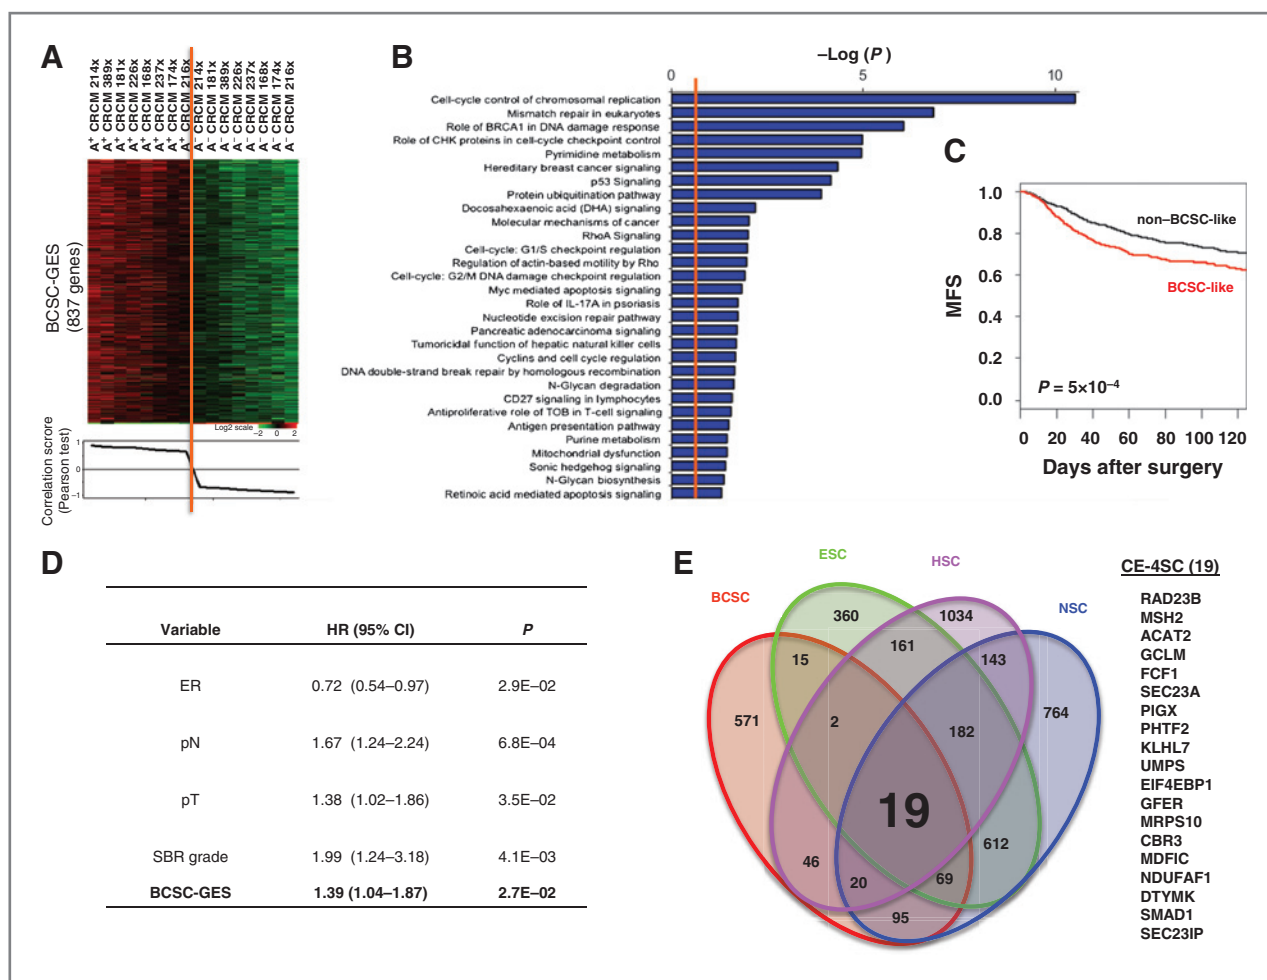 A
A+ CRCM 214x
A+ CRCM 389x
A+ CRCM 181x
A+ CRCM 226x
A+ CRCM 168x
A+ CRCM 237x
A+ CRCM 174x
A+ CRCM 216x
A− CRCM 214x
A− CRCM 181x
A− CRCM 389x
A− CRCM 226x
A− CRCM 237x
A− CRCM 168x
A− CRCM 174x
A− CRCM 216x
BCSC-GES
(837 genes)
Log2 scale
−2 0 2
Correlation score
(Pearson test)
1
0
−1
B
−Log (P)
0 5 10
Cell-cycle control of chromosomal replication
Mismatch repair in eukaryotes
Role of BRCA1 in DNA damage response
Role of CHK proteins in cell-cycle checkpoint control
Pyrimidine metabolism
Hereditary breast cancer signaling
p53 Signaling
Protein ubiquitination pathway
Docosahexaenoic acid (DHA) signaling
Molecular mechanisms of cancer
RhoA Signaling
Cell-cycle: G1/S checkpoint regulation
Regulation of actin-based motility by Rho
Cell-cycle: G2/M DNA damage checkpoint regulation
Myc mediated apoptosis signaling
Role of IL-17A in psoriasis
Nucleotide excision repair pathway
Pancreatic adenocarcinoma signaling
Tumoricidal function of hepatic natural killer cells
Cyclins and cell cycle regulation
DNA double-strand break repair by homologous recombination
N-Glycan degradation
CD27 signaling in lymphocytes
Antiproliferative role of TOB in T-cell signaling
Antigen presentation pathway
Purine metabolism
Mitochondrial dysfunction
Sonic hedgehog signaling
N-Glycan biosynthesis
Retinoic acid mediated apoptosis signaling
C
MFS
1.0
0.8
0.6
0.4
0.2
0.0
non–BCSC-like
BCSC-like
P = 5×10−4
0 20 40 60 80 100 120
Days after surgery
D
Variable HR (95% CI) P
ER 0.72 (0.54–0.97) 2.9E–02
pN 1.67 (1.24–2.24) 6.8E–04
pT 1.38 (1.02–1.86) 3.5E–02
SBR grade 1.99 (1.24–3.18) 4.1E–03
BCSC-GES 1.39 (1.04–1.87) 2.7E–02
E
BCSC
ESC
HSC
NSC
360
1034
161
15
143
571
2
182
764
19
612
46
20
69
95
CE-4SC (19)
RAD23B
MSH2
ACAT2
GCLM
FCF1
SEC23A
PIGX
PHTF2
KLHL7
UMPS
EIF4EBP1
GFER
MRPS10
CBR3
MDFIC
NDUFAF1
DTYMK
SMAD1
SEC23IP